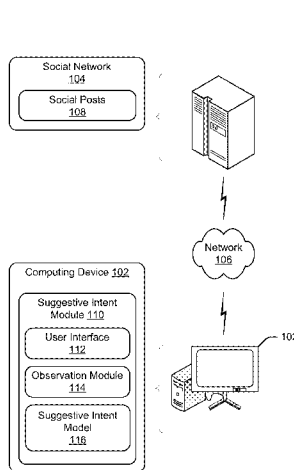 Social Network
104
Social Posts
108
Network
106
Computing Device 102
Suggestive Intent
Module 110
User Interface
112
Observation Module
114
Suggestive Intent
Model
116